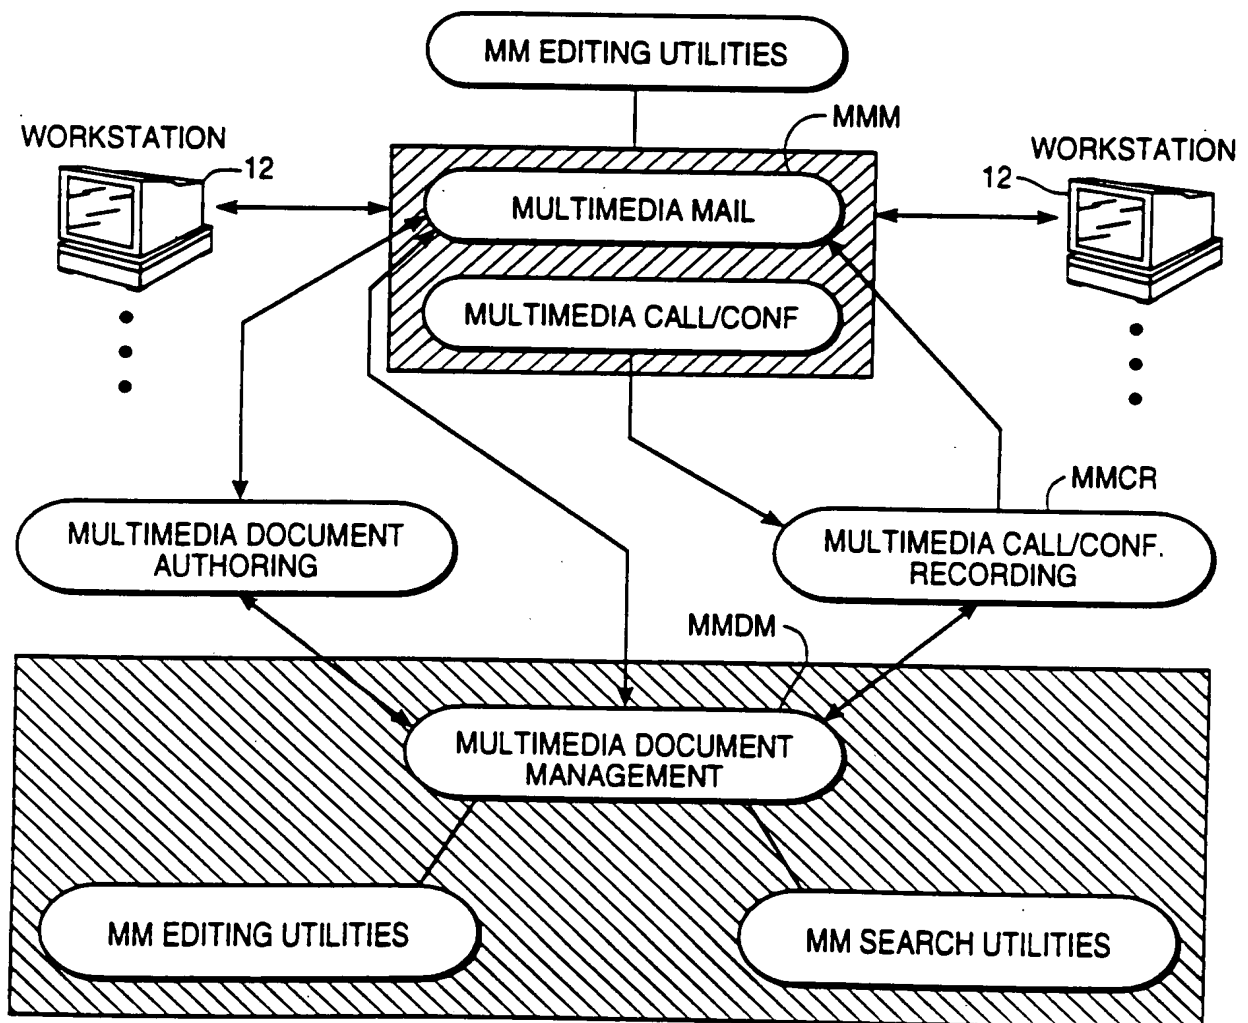 MM EDITING UTILITIES
MMM
WORKSTATION
WORKSTATION
12
12
MULTIMEDIA MAIL
MULTIMEDIA CALL/CONF
MMCR
MULTIMEDIA DOCUMENT
AUTHORING
MULTIMEDIA CALL/CONF.
RECORDING
MMDM
MULTIMEDIA DOCUMENT
MANAGEMENT
MM EDITING UTILITIES
MM SEARCH UTILITIES